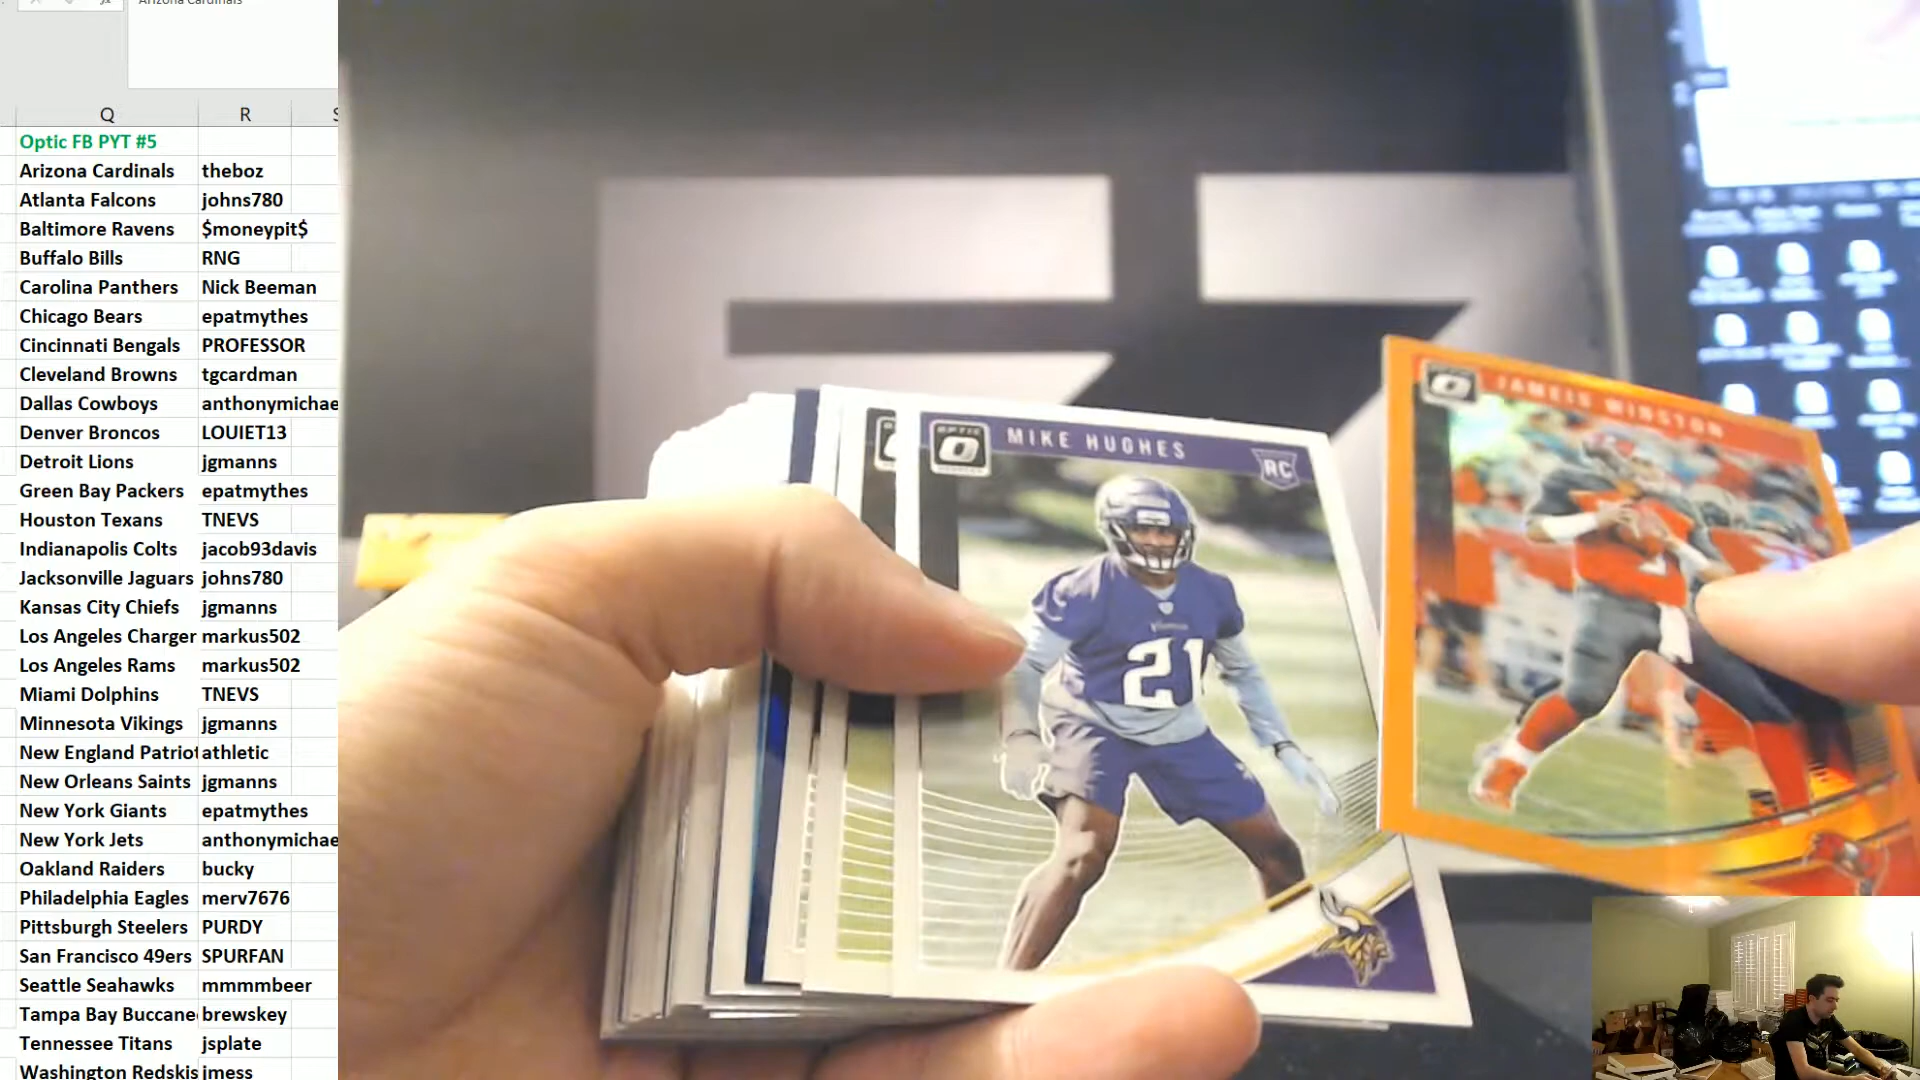 Arizona Cardinals
Q R S
Optic FB PYT #5
Arizona Cardinals theboz
Atlanta Falcons johns780
Baltimore Ravens $moneypit$
Buffalo Bills RNG
Carolina Panthers Nick Beeman
Chicago Bears epatmythes
Cincinnati Bengals PROFESSOR
Cleveland Browns tgcardman
Dallas Cowboys anthonymichae
Denver Broncos LOUIET13
Detroit Lions jgmanns
Green Bay Packers epatmythes
Houston Texans TNEVS
Indianapolis Colts jacob93davis
Jacksonville Jaguars johns780
Kansas City Chiefs jgmanns
Los Angeles Charger markus502
Los Angeles Rams markus502
Miami Dolphins TNEVS
Minnesota Vikings jgmanns
New England Patriot athletic
New Orleans Saints jgmanns
New York Giants epatmythes
New York Jets anthonymichae
Oakland Raiders bucky
Philadelphia Eagles merv7676
Pittsburgh Steelers PURDY
San Francisco 49ers SPURFAN
Seattle Seahawks mmmmbeer
Tampa Bay Buccanee brewskey
Tennessee Titans jsplate
Washington Redskis jmess
OPTIC
MIKE HUGHES
RC
21
JAMEIS WINSTON